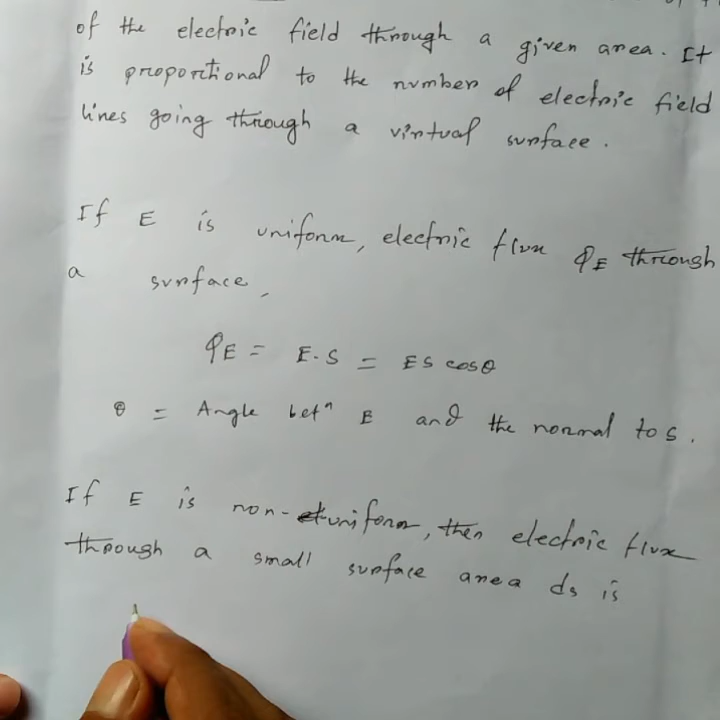 of the electric field through a given area. It
is proportional to the number of electric field
lines going through a virtual surface.
If E is uniform, electric flux φE through
a surface,
φE = E.S = ES cosθ
θ = Angle betⁿ E and the normal to S.
If E is non-uniform, then electric flux
through a small surface area ds is